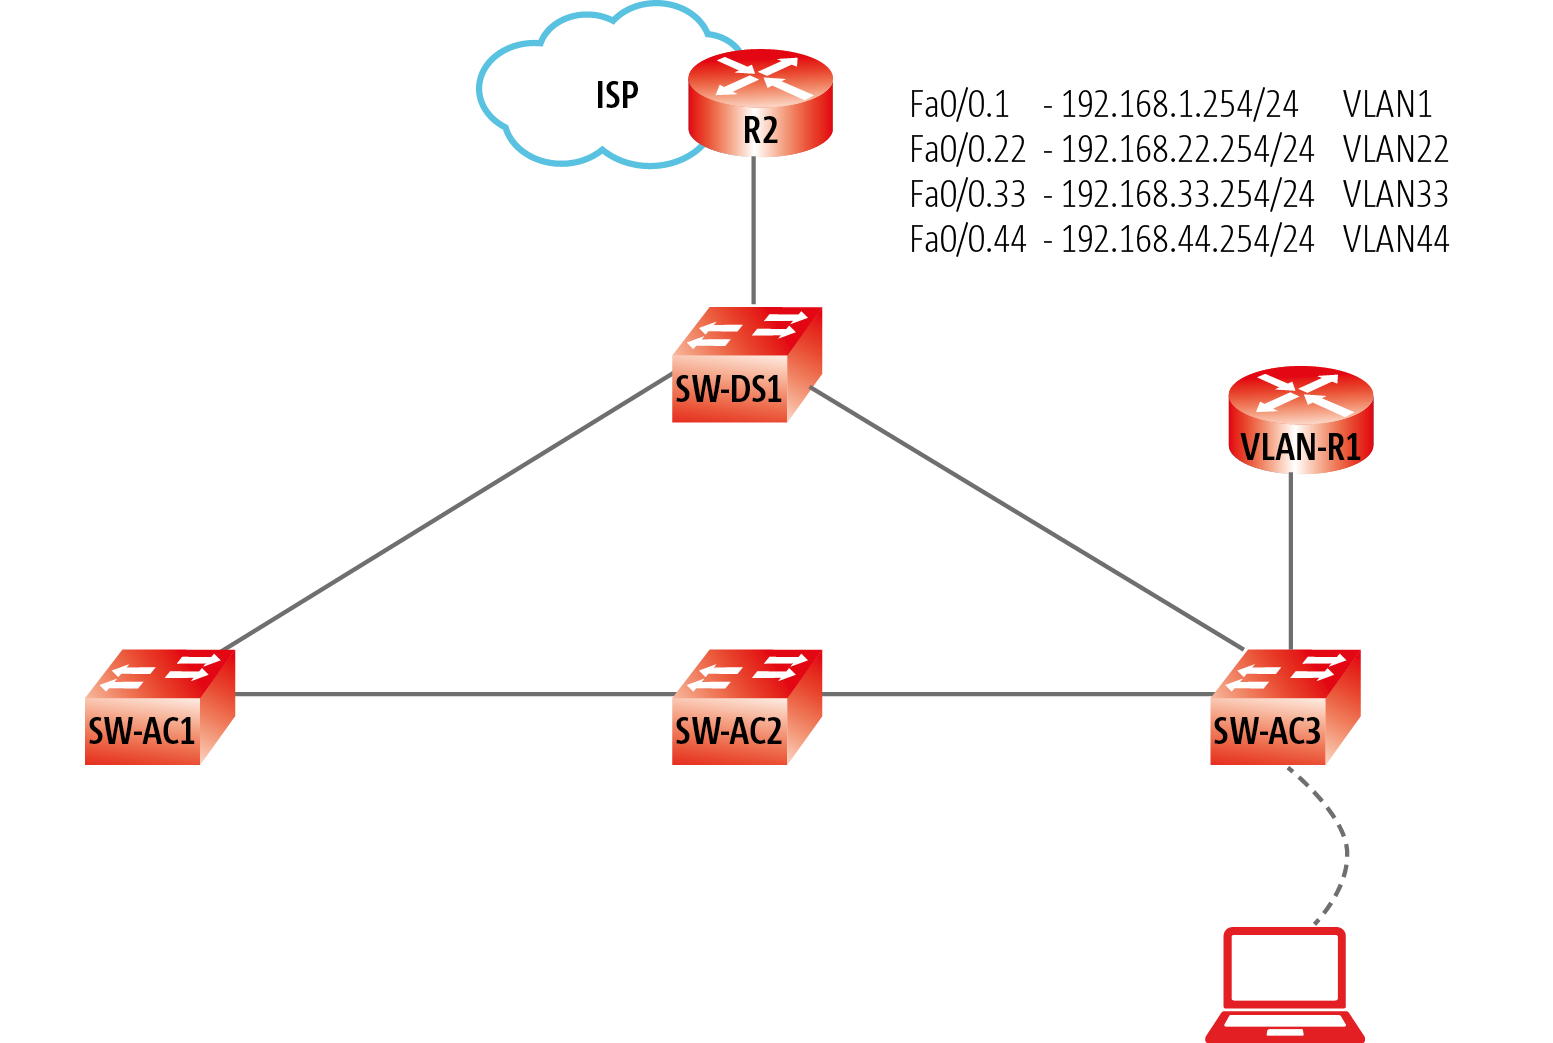 ISP
R2
Fa0/0.1 - 192.168.1.254/24 VLAN1
Fa0/0.22 - 192.168.22.254/24 VLAN22
Fa0/0.33 - 192.168.33.254/24 VLAN33
Fa0/0.44 - 192.168.44.254/24 VLAN44
SW-DS1
VLAN-R1
SW-AC1
SW-AC2
SW-AC3